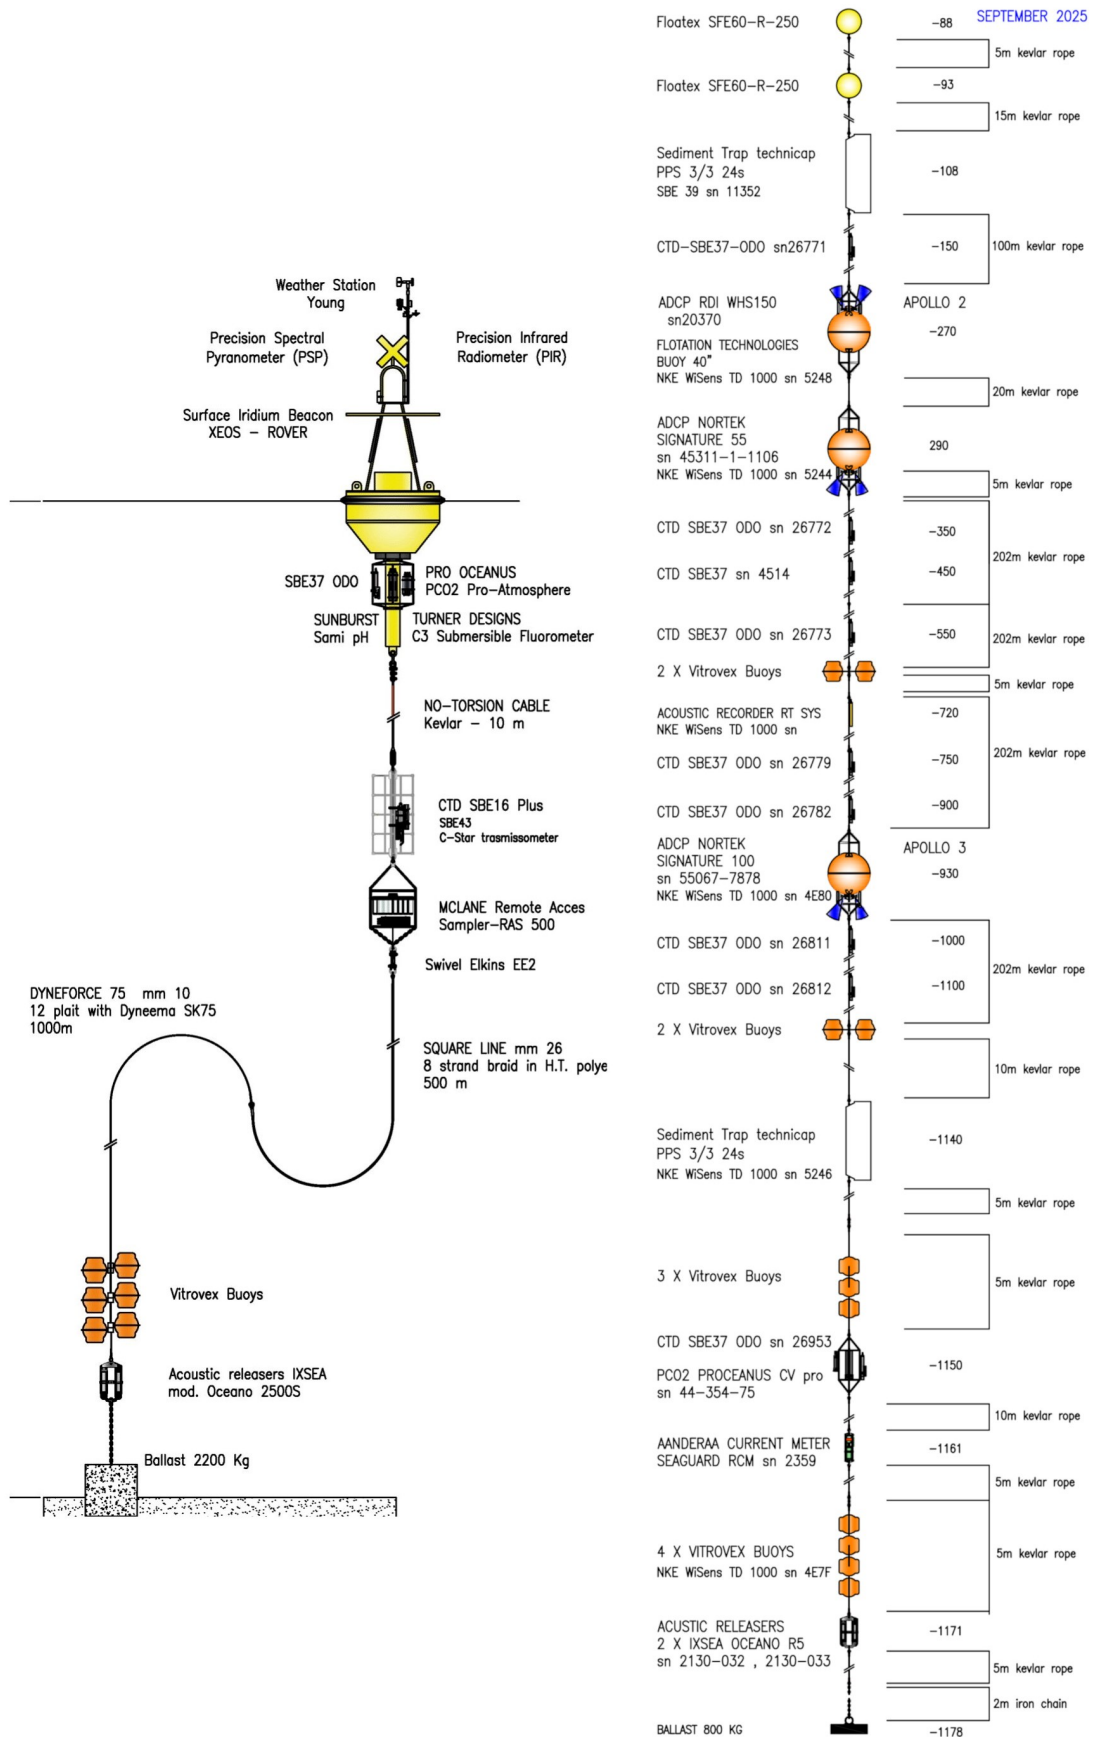 Weather Station
Young
Precision Spectral
Pyranometer (PSP)
Precision Infrared
Radiometer (PIR)
Surface Iridium Beacon
XEOS - ROVER
SBE37 ODO
PRO OCEANUS
PCO2 Pro-Atmosphere
SUNBURST
Sami pH
TURNER DESIGNS
C3 Submersible Fluorometer
NO-TORSION CABLE
Kevlar - 10 m
CTD SBE16 Plus
SBE43
C-Star trasmissometer
MCLANE Remote Acces
Sampler-RAS 500
Swivel Elkins EE2
DYNEFORCE 75 mm 10
12 plait with Dyneema SK75
1000m
SQUARE LINE mm 26
8 strand braid in H.T. polye
500 m
Vitrovex Buoys
Acoustic releasers IXSEA
mod. Oceano 2500S
Ballast 2200 Kg
SEPTEMBER 2025
Floatex SFE60-R-250
-88
5m kevlar rope
Floatex SFE60-R-250
-93
15m kevlar rope
Sediment Trap technicap
PPS 3/3 24s
SBE 39 sn 11352
-108
CTD-SBE37-ODO sn26771
-150
100m kevlar rope
ADCP RDI WHS150
sn20370
FLOTATION TECHNOLOGIES
BUOY 40"
NKE WiSens TD 1000 sn 5248
APOLLO 2
-270
20m kevlar rope
ADCP NORTEK
SIGNATURE 55
sn 45311-1-1106
NKE WiSens TD 1000 sn 5244
290
5m kevlar rope
CTD SBE37 ODO sn 26772
-350
202m kevlar rope
CTD SBE37 sn 4514
-450
CTD SBE37 ODO sn 26773
-550
202m kevlar rope
2 X Vitrovex Buoys
5m kevlar rope
ACOUSTIC RECORDER RT SYS
NKE WiSens TD 1000 sn
-720
202m kevlar rope
CTD SBE37 ODO sn 26779
-750
CTD SBE37 ODO sn 26782
-900
ADCP NORTEK
SIGNATURE 100
sn 55067-7878
NKE WiSens TD 1000 sn 4E80
APOLLO 3
-930
CTD SBE37 ODO sn 26811
-1000
202m kevlar rope
CTD SBE37 ODO sn 26812
-1100
2 X Vitrovex Buoys
10m kevlar rope
Sediment Trap technicap
PPS 3/3 24s
NKE WiSens TD 1000 sn 5246
-1140
5m kevlar rope
3 X Vitrovex Buoys
5m kevlar rope
CTD SBE37 ODO sn 26953
PCO2 PROCEANUS CV pro
sn 44-354-75
-1150
10m kevlar rope
AANDERAA CURRENT METER
SEAGUARD RCM sn 2359
-1161
5m kevlar rope
4 X VITROVEX BUOYS
NKE WiSens TD 1000 sn 4E7F
5m kevlar rope
ACUSTIC RELEASERS
2 X IXSEA OCEANO R5
sn 2130-032 , 2130-033
-1171
5m kevlar rope
2m iron chain
BALLAST 800 KG
-1178